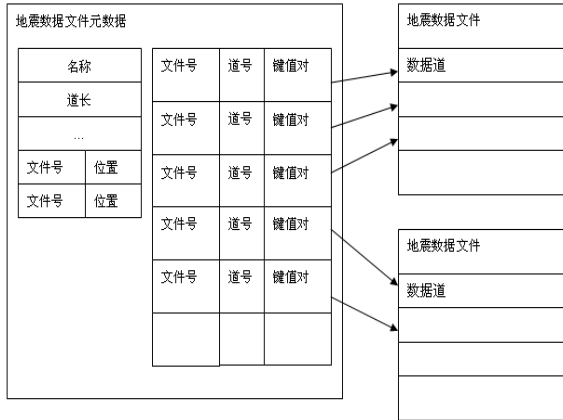 地震数据文件元数据
名称
道长
...
文件号 位置
文件号 位置
文件号 道号 键值对
文件号 道号 键值对
文件号 道号 键值对
文件号 道号 键值对
文件号 道号 键值对
地震数据文件
数据道
地震数据文件
数据道